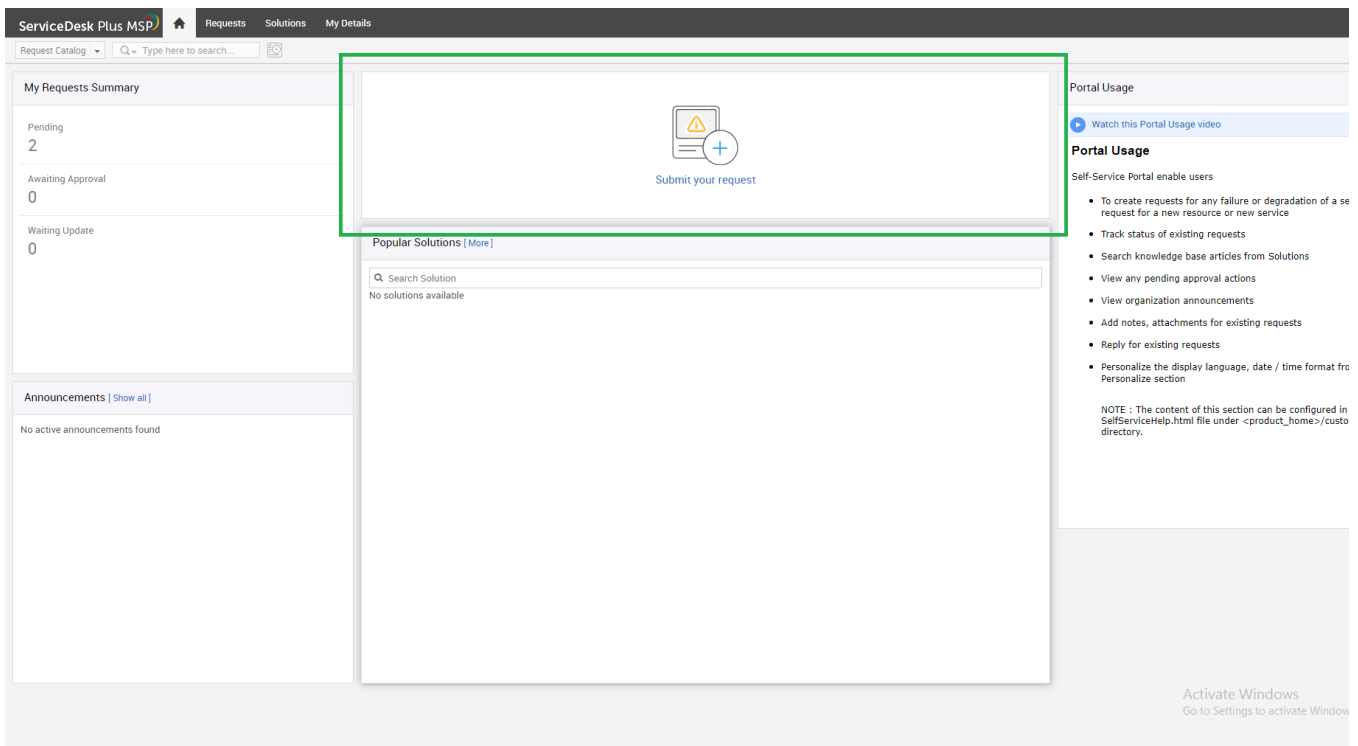 ServiceDesk Plus MSP Requests Solutions My Details
Request Catalog Type here to search...
My Requests Summary
Pending
2
Awaiting Approval
0
Waiting Update
0
Announcements [ Show all ]
No active announcements found
Submit your request
Popular Solutions [ More ]
Search Solution
No solutions available
Portal Usage
Watch this Portal Usage video
Portal Usage
Self-Service Portal enable users
To create requests for any failure or degradation of a se
request for a new resource or new service
Track status of existing requests
Search knowledge base articles from Solutions
View any pending approval actions
View organization announcements
Add notes, attachments for existing requests
Reply for existing requests
Personalize the display language, date / time format fro
Personalize section
NOTE : The content of this section can be configured in
SelfServiceHelp.html file under <product_home>/custo
directory.
Activate Windows
Go to Settings to activate Window